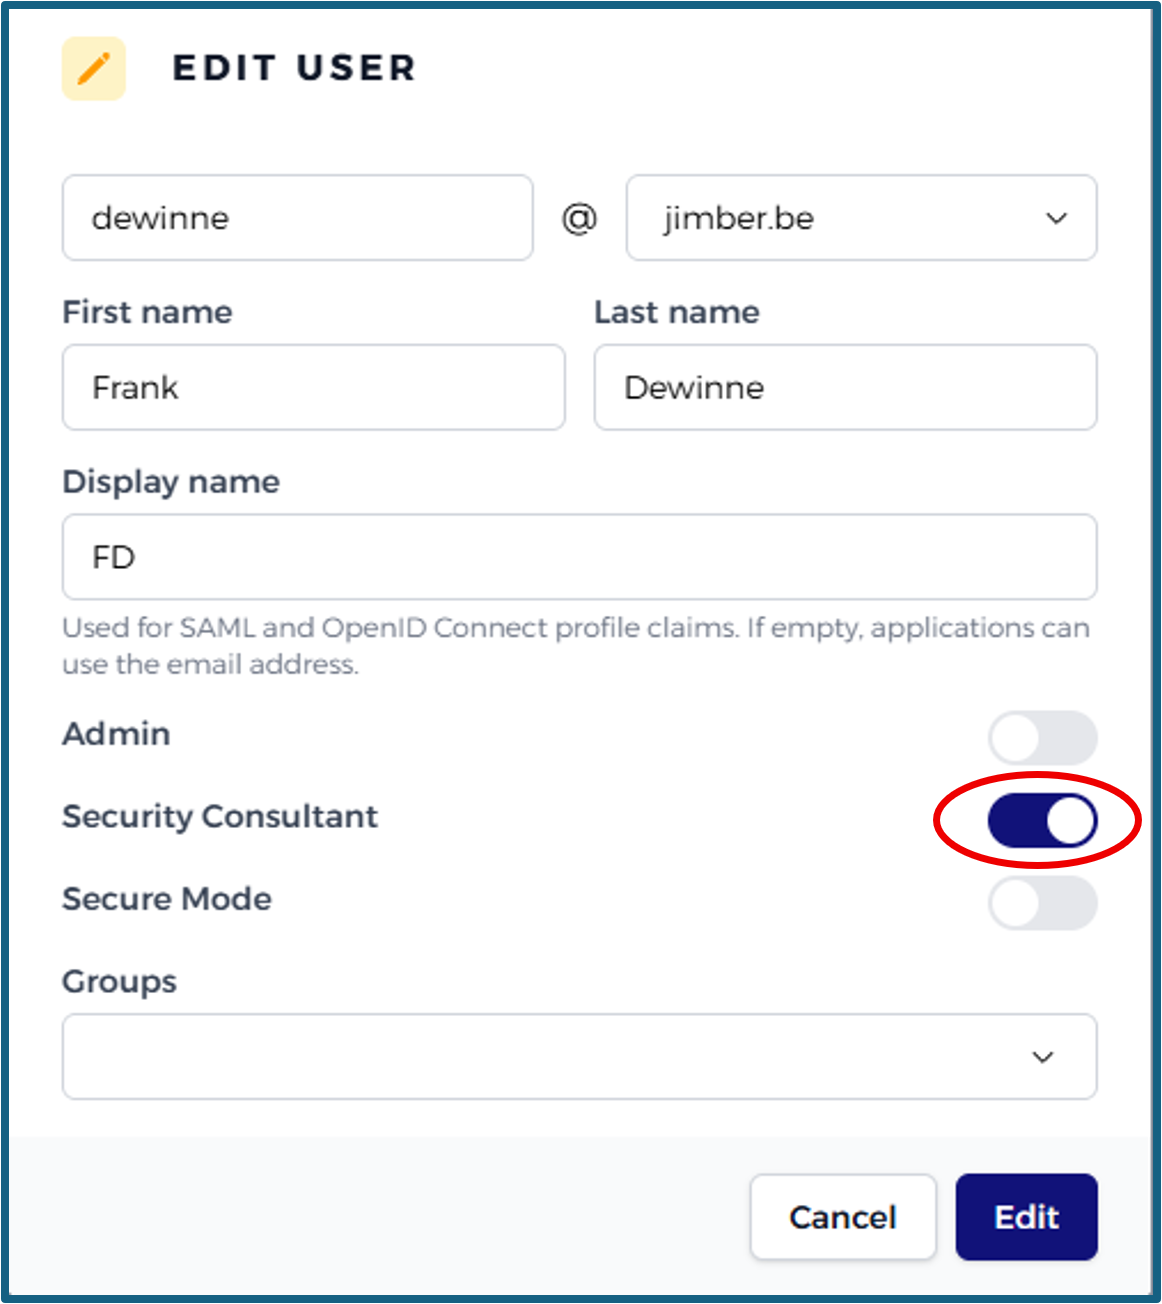 EDIT USER
dewinne @ jimber.be
First name Last name
Frank Dewinne
Display name
FD
Used for SAML and OpenID Connect profile claims. If empty, applications can
use the email address.
Admin
Security Consultant
Secure Mode
Groups
Cancel Edit